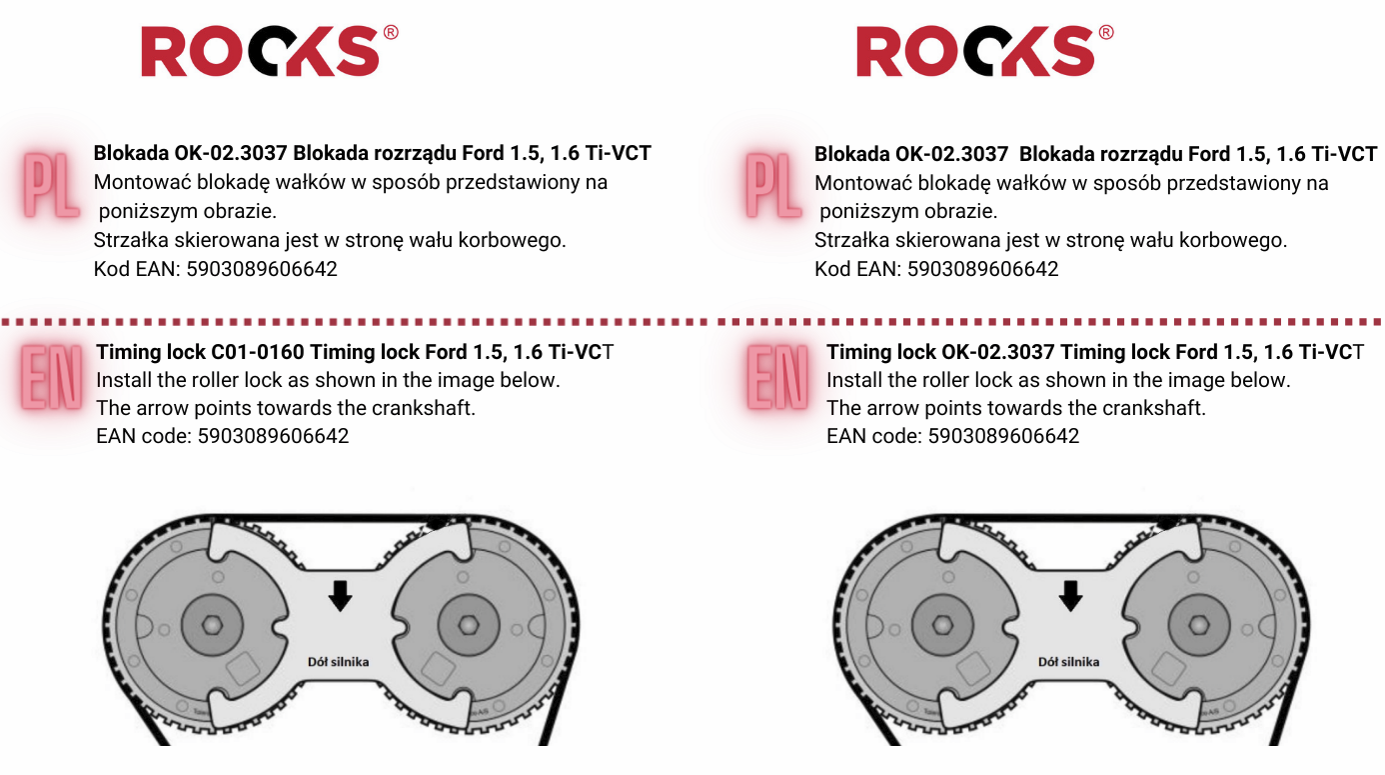 ROCKS®
PL
Blokada OK-02.3037 Blokada rozrządu Ford 1.5, 1.6 Ti-VCT
Montować blokadę wałków w sposób przedstawiony na
poniższym obrazie.
Strzałka skierowana jest w stronę wału korbowego.
Kod EAN: 5903089606642
EN
Timing lock C01-0160 Timing lock Ford 1.5, 1.6 Ti-VCT
Install the roller lock as shown in the image below.
The arrow points towards the crankshaft.
EAN code: 5903089606642
Dół silnika
ROCKS®
PL
Blokada OK-02.3037 Blokada rozrządu Ford 1.5, 1.6 Ti-VCT
Montować blokadę wałków w sposób przedstawiony na
poniższym obrazie.
Strzałka skierowana jest w stronę wału korbowego.
Kod EAN: 5903089606642
EN
Timing lock OK-02.3037 Timing lock Ford 1.5, 1.6 Ti-VCT
Install the roller lock as shown in the image below.
The arrow points towards the crankshaft.
EAN code: 5903089606642
Dół silnika